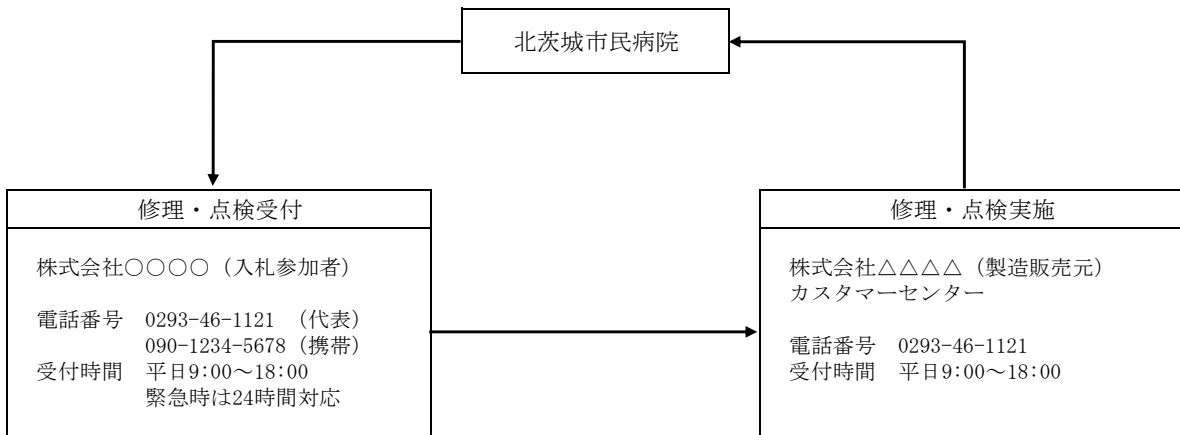 北茨城市民病院
修理・点検受付
株式会社○○○○（入札参加者）
電話番号　0293-46-1121　（代表）
090-1234-5678（携帯）
受付時間　平日9:00～18:00
緊急時は24時間対応
修理・点検実施
株式会社△△△△（製造販売元）
カスタマーセンター
電話番号　0293-46-1121
受付時間　平日9:00～18:00